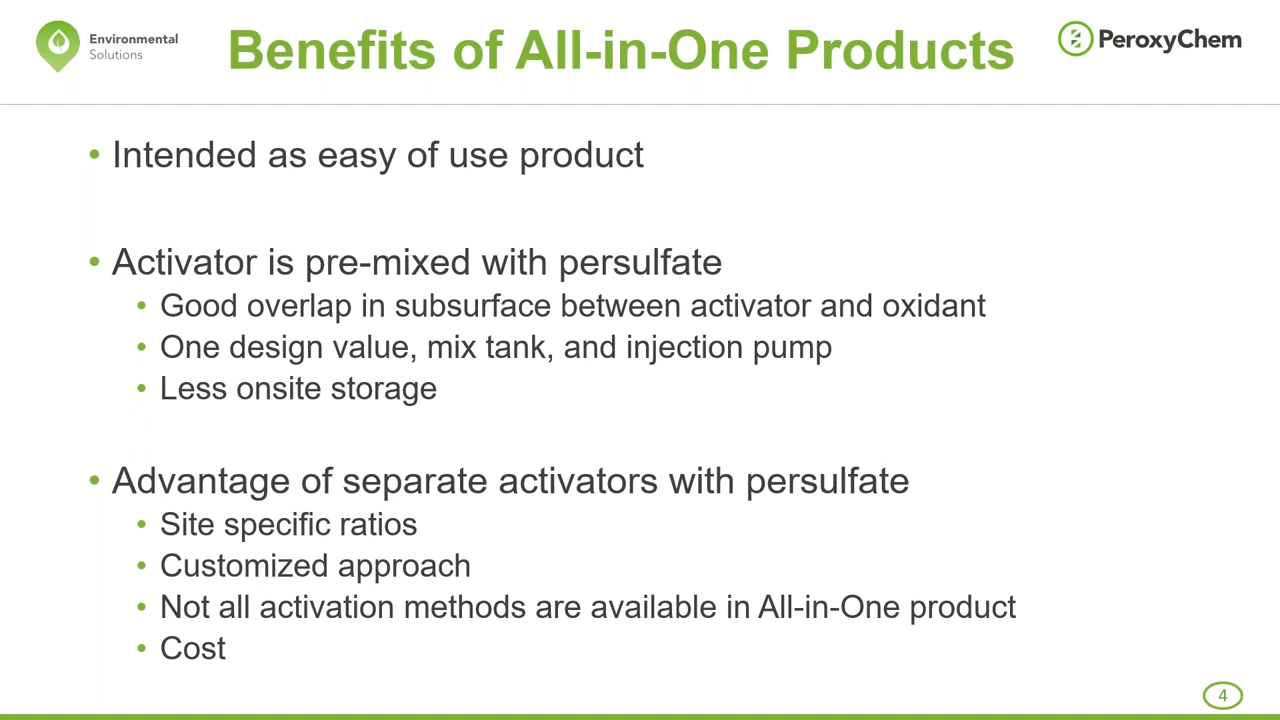 Environmental
Solutions
Benefits of All-in-One Products
PeroxyChem
• Intended as easy of use product
• Activator is pre-mixed with persulfate
• Good overlap in subsurface between activator and oxidant
• One design value, mix tank, and injection pump
• Less onsite storage
• Advantage of separate activators with persulfate
• Site specific ratios
• Customized approach
• Not all activation methods are available in All-in-One product
• Cost
4